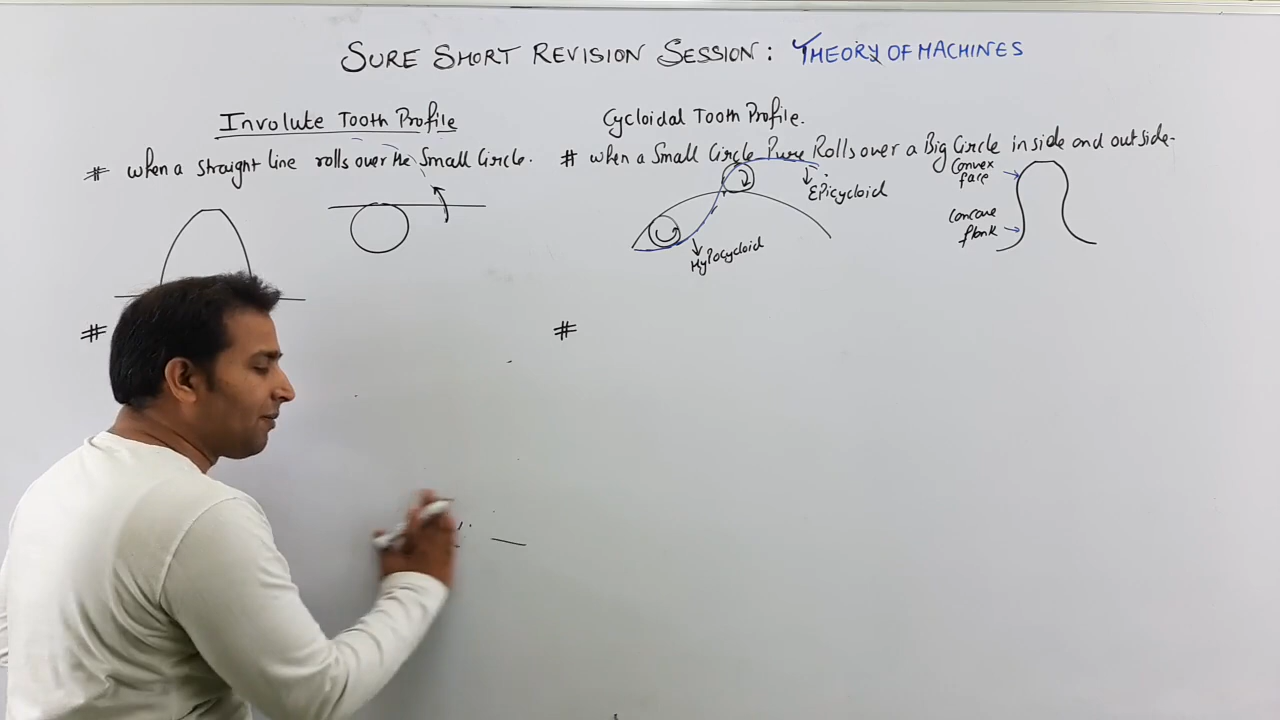 SURE SHORT REVISION SESSION: THEORY OF MACHINES
Involute Tooth Profile
# when a straight line rolls over the Small Circle.
#
Cycloidal Tooth Profile.
# when a Small Circle Pure Rolls over a Big Circle inside and outside.
Epicycloid
Hypocycloid
Convex
face
Concave
flank
#